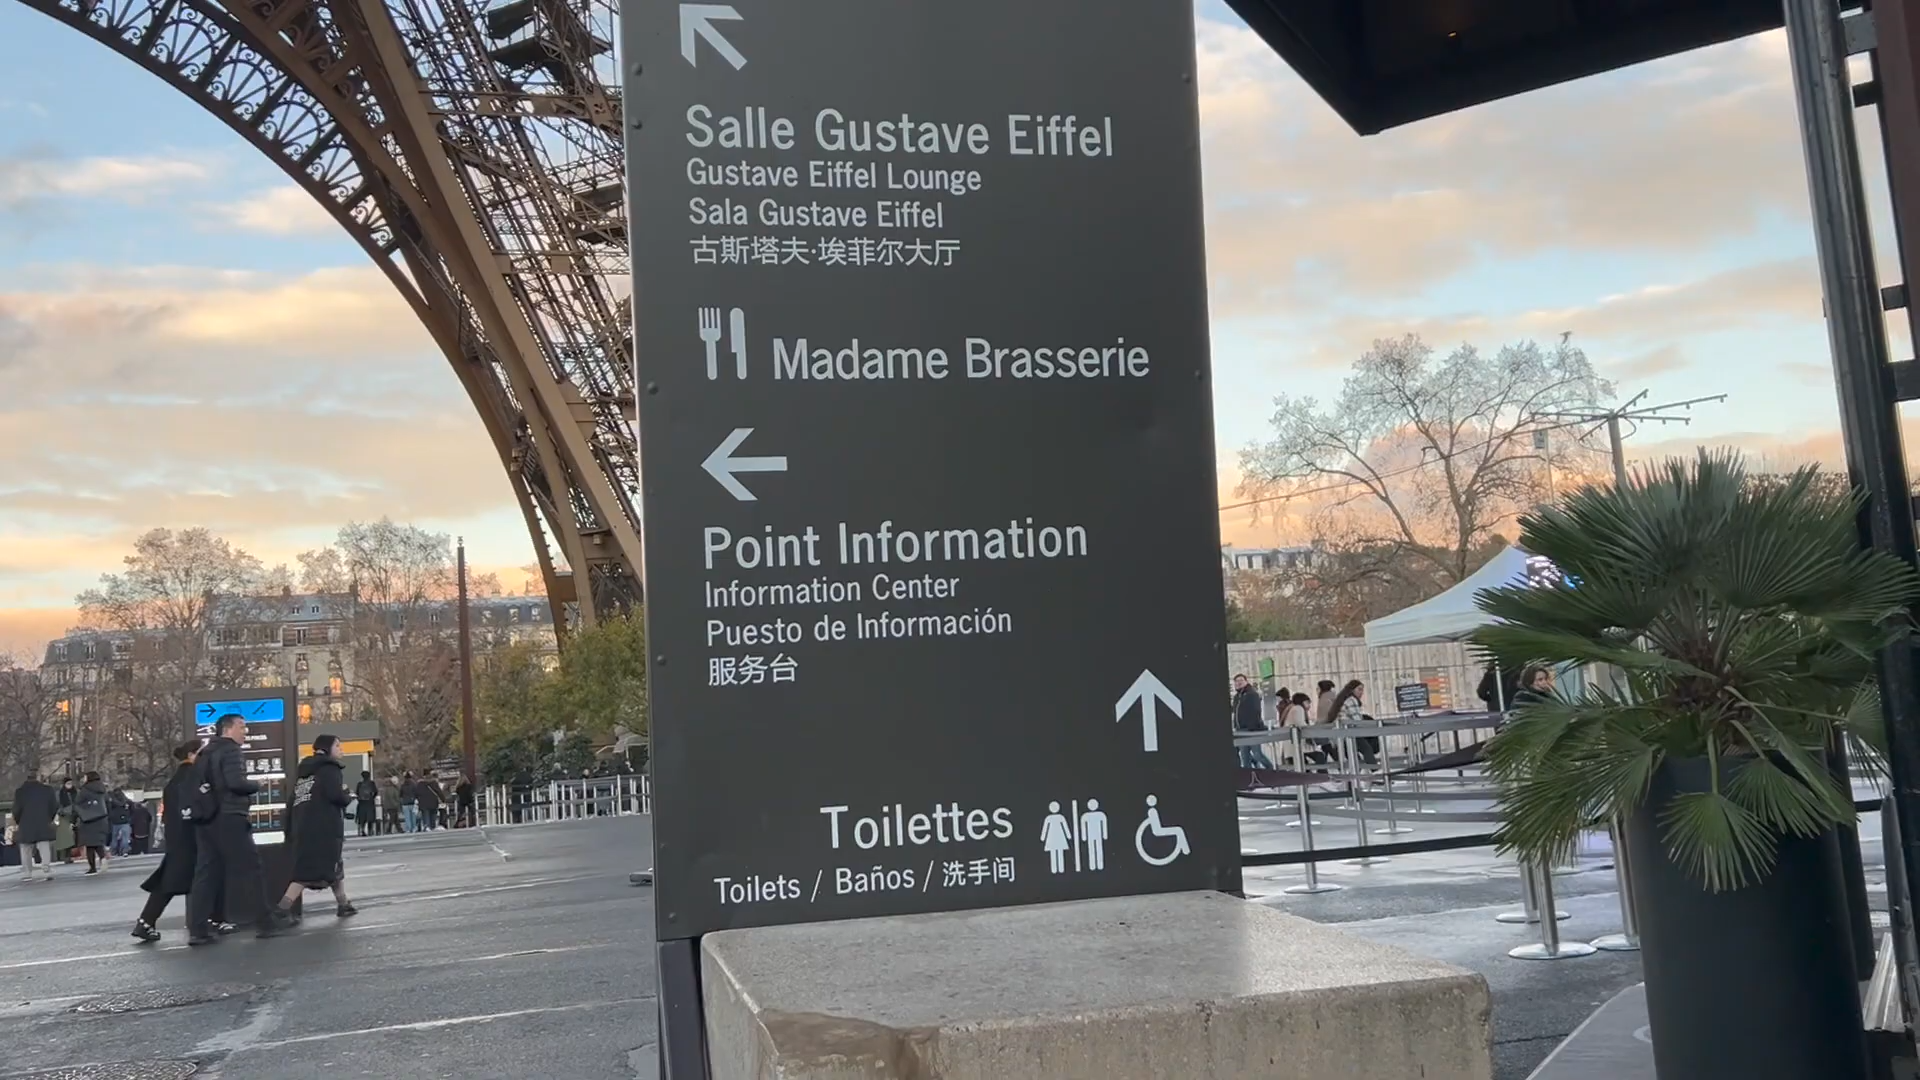 Salle Gustave Eiffel
Gustave Eiffel Lounge
Sala Gustave Eiffel
古斯塔夫·埃菲尔大厅
Madame Brasserie
Point Information
Information Center
Puesto de Información
服务台
Toilettes
Toilets / Baños / 洗手间